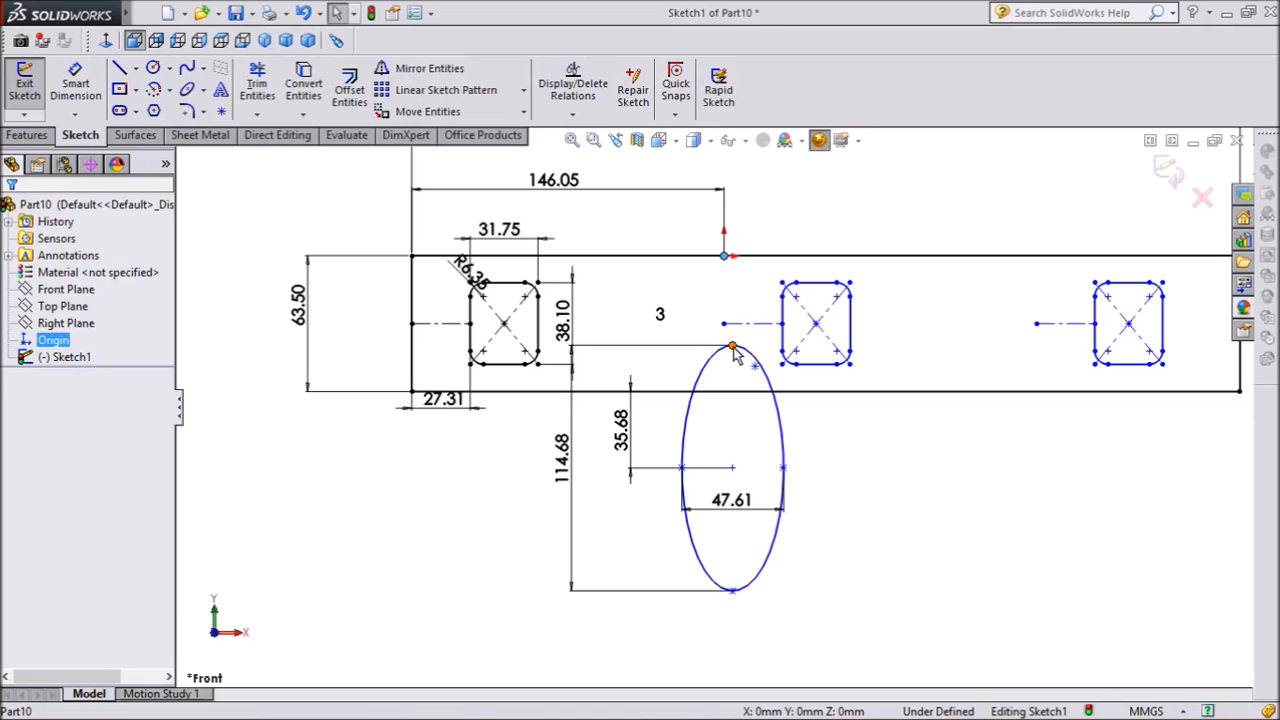 SOLIDWORKS
Sketch1 of Part10 *
Search SolidWorks Help
Exit Sketch
Smart Dimension
Trim Entities
Convert Entities
Offset Entities
Mirror Entities
Linear Sketch Pattern
Move Entities
Display/Delete Relations
Repair Sketch
Quick Snaps
Rapid Sketch
Features
Sketch
Surfaces
Sheet Metal
Direct Editing
Evaluate
DimXpert
Office Products
Part10 (Default<<Default>_Dis
History
Sensors
Annotations
Material <not specified>
Front Plane
Top Plane
Right Plane
Origin
(-) Sketch1
146.05
31.75
R6.35
63.50
38.10
3
27.31
35.68
114.68
47.61
Y
X
*Front
Model
Motion Study 1
Part10
X: 0mm Y: 0mm Z: 0mm
Under Defined
Editing Sketch1
MMGS